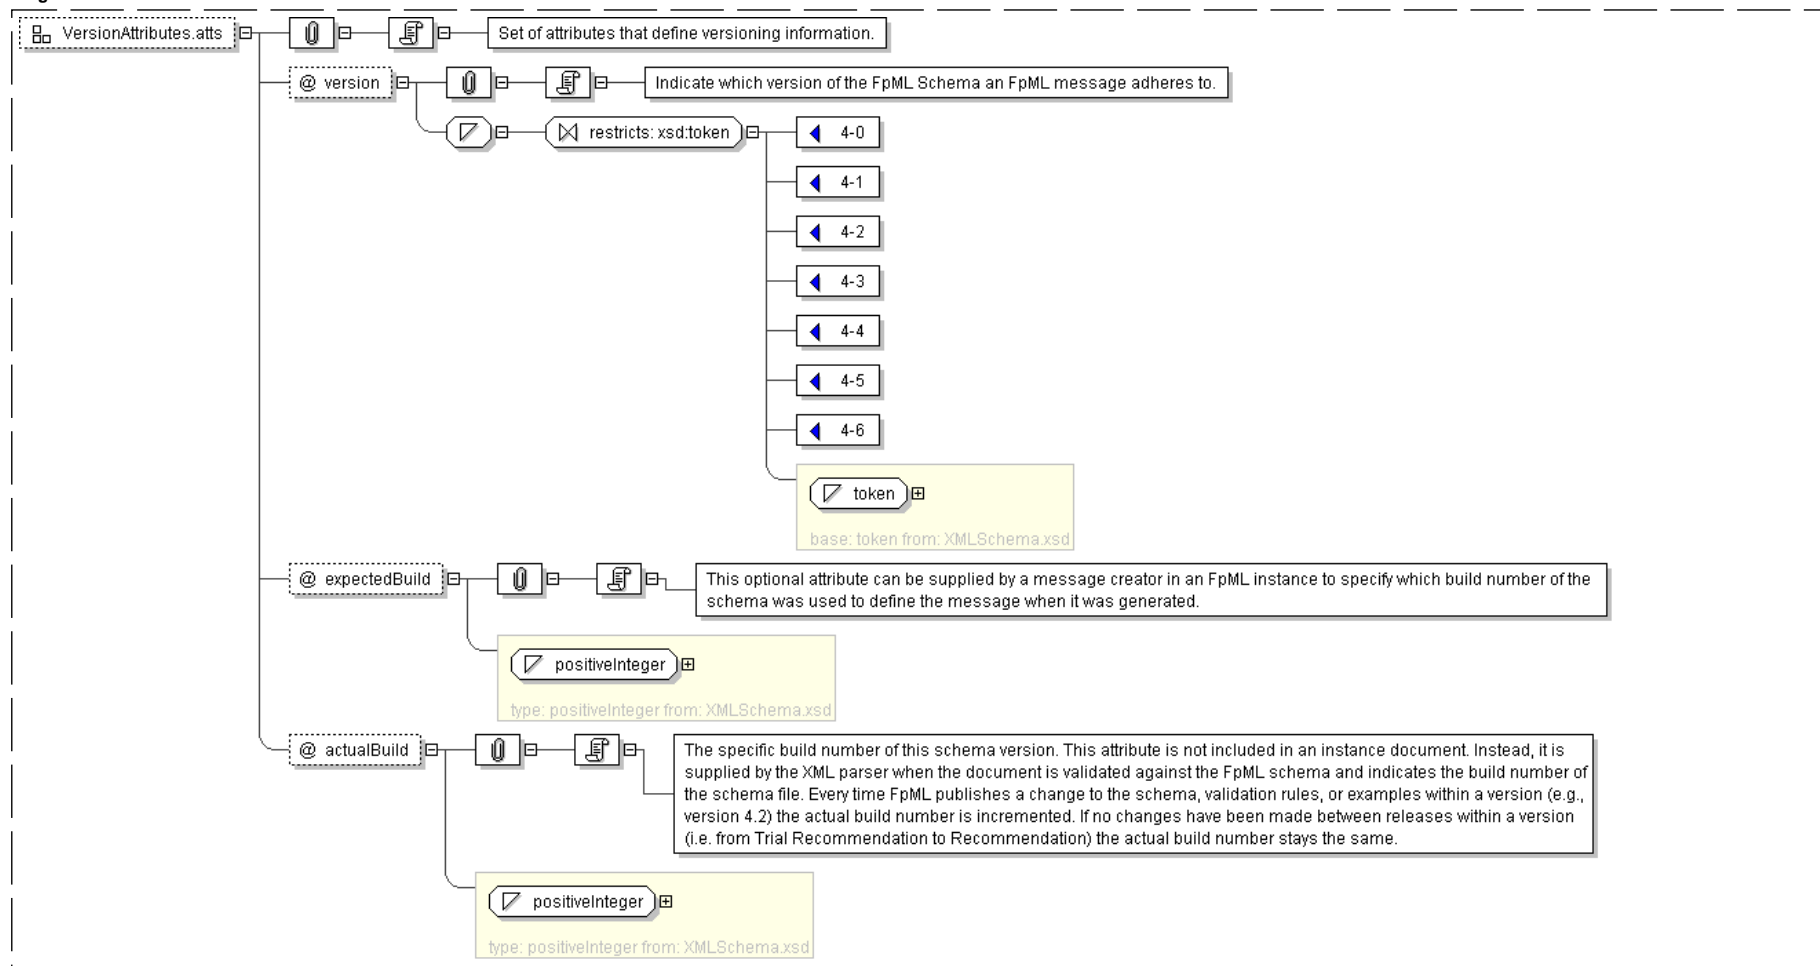 VersionAttributes.atts
Set of attributes that define versioning information.
@ version
Indicate which version of the FpML Schema an FpML message adheres to.
restricts: xsd:token
4-0
4-1
4-2
4-3
4-4
4-5
4-6
token
base: token from: XMLSchema.xsd
@ expectedBuild
This optional attribute can be supplied by a message creator in an FpML instance to specify which build number of the
schema was used to define the message when it was generated.
positiveInteger
type: positiveInteger from: XMLSchema.xsd
@ actualBuild
The specific build number of this schema version. This attribute is not included in an instance document. Instead, it is
supplied by the XML parser when the document is validated against the FpML schema and indicates the build number of
the schema file. Every time FpML publishes a change to the schema, validation rules, or examples within a version (e.g.,
version 4.2) the actual build number is incremented. If no changes have been made between releases within a version
(i.e. from Trial Recommendation to Recommendation) the actual build number stays the same.
positiveInteger
type: positiveInteger from: XMLSchema.xsd